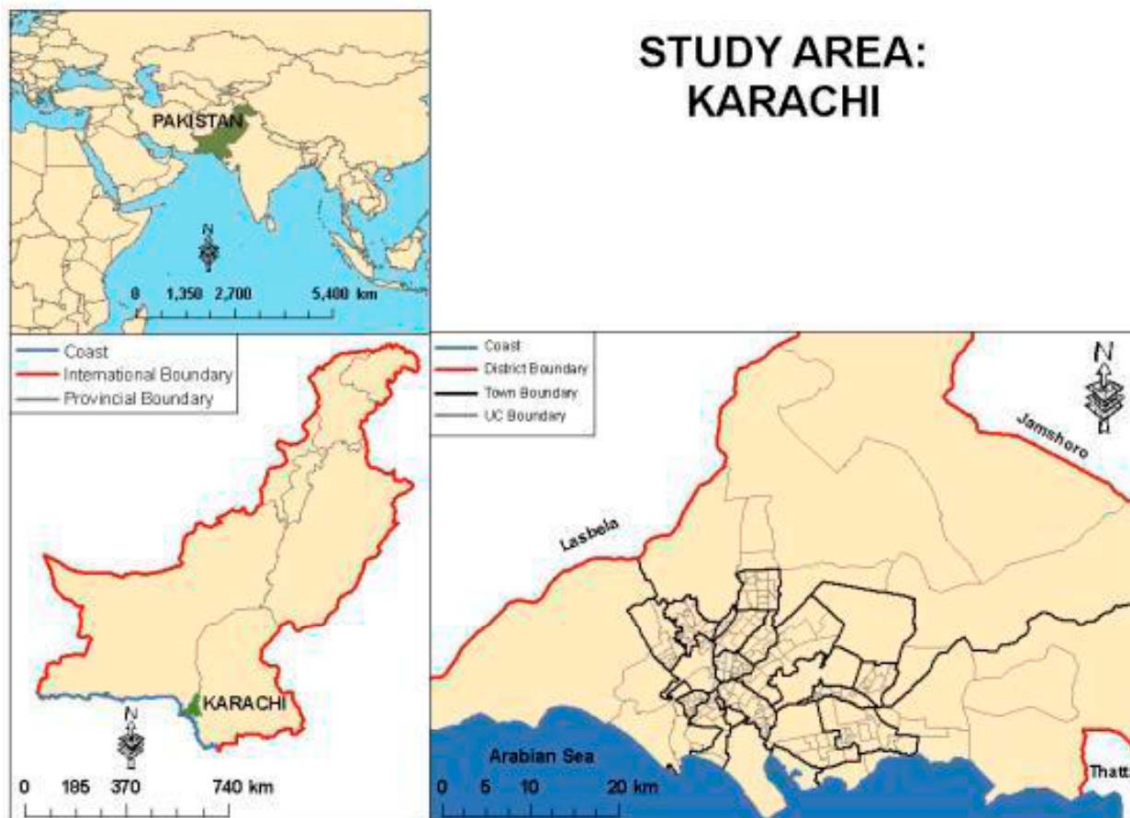 STUDY AREA:
KARACHI
PAKISTAN
N
0 1,350 2,700 5,400 km
Coast
International Boundary
Provincial Boundary
KARACHI
N
0 185 370 740 km
Coast
District Boundary
Town Boundary
UC Boundary
N
Jamshoro
Lasbela
Arabian Sea
Thatt
0 5 10 20 km